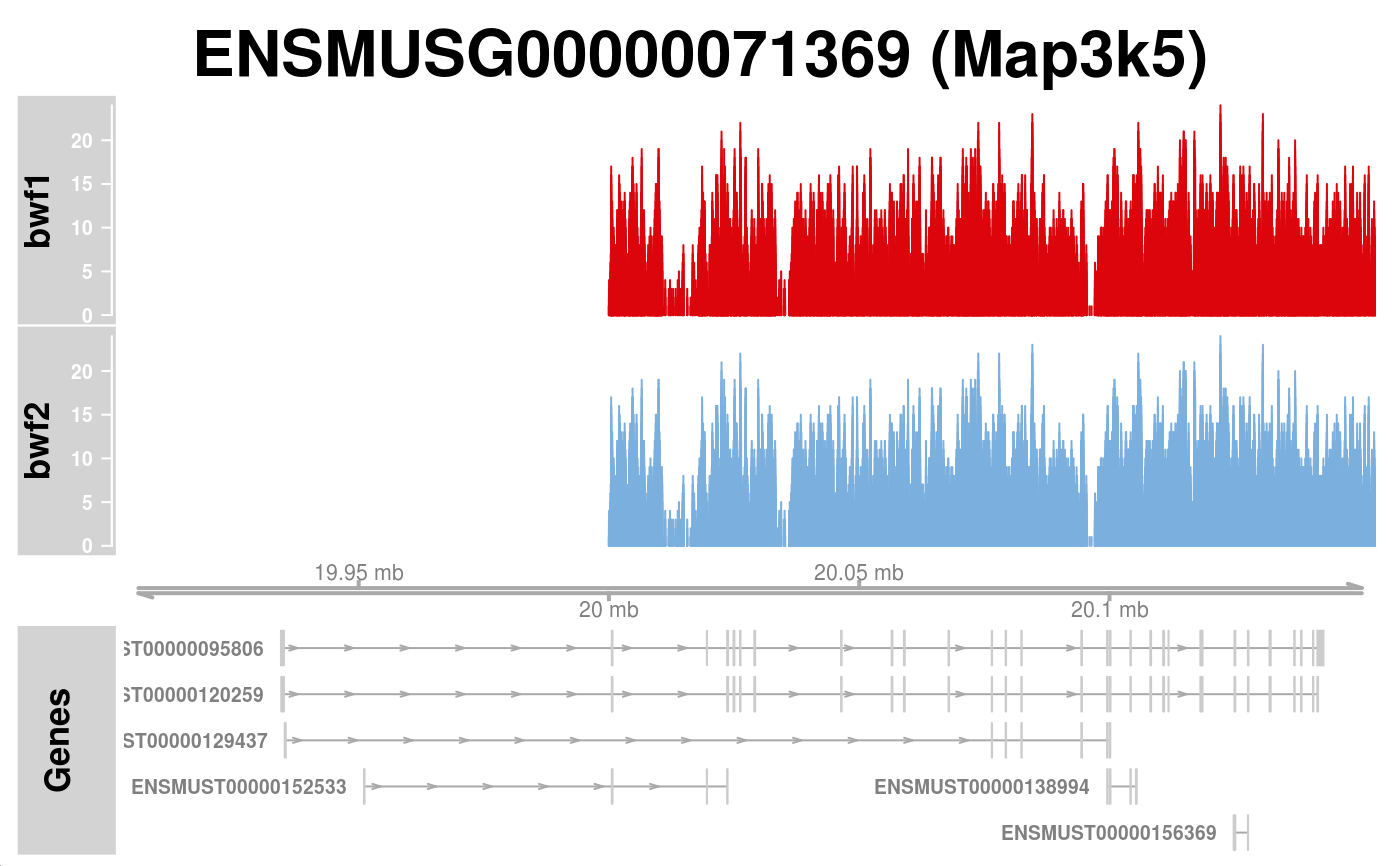 ENSMUSG00000071369 (Map3k5)
bwf1
20
15
10
5
0
bwf2
20
15
10
5
0
19.95 mb
20.05 mb
20 mb
20.1 mb
Genes
ST00000095806
ST00000120259
ST00000129437
ENSMUST00000152533
ENSMUST00000138994
ENSMUST00000156369